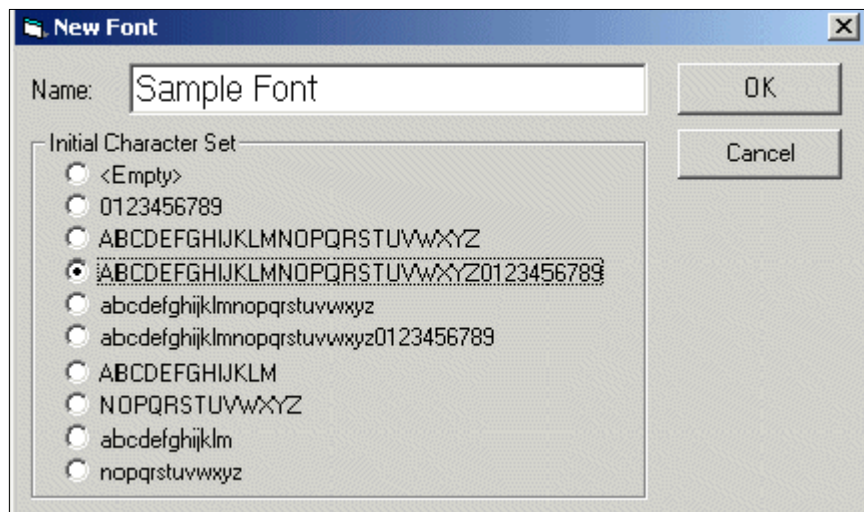 New Font
Name: Sample Font OK
Initial Character Set Cancel
<Empty>
0123456789
ABCDEFGHIJKLMNOPQRSTUVWXYZ
ABCDEFGHIJKLMNOPQRSTUVWXYZ0123456789
abcdefghijklmnopqrstuvwxyz
abcdefghijklmnopqrstuvwxyz0123456789
ABCDEFGHIJKLM
NOPQRSTUVWXYZ
abcdefghijklm
nopqrstuvwxyz